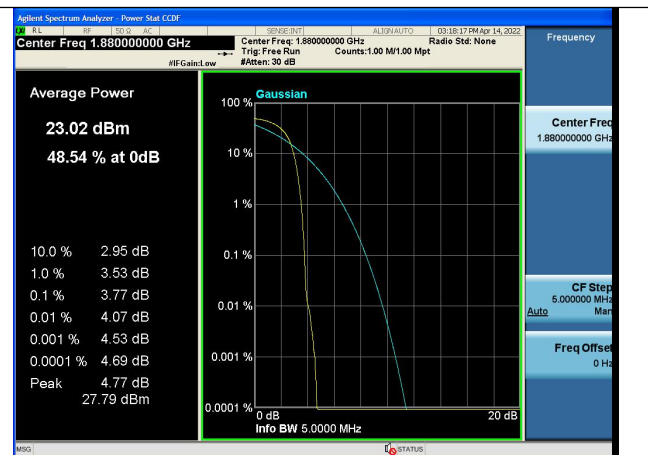 Agilent Spectrum Analyzer - Power Stat CCDF
RL RF 50 Ω AC SENSE:INT ALIGN AUTO 03:18:17 PM Apr 14, 2022
Center Freq 1.880000000 GHz
Center Freq: 1.880000000 GHz Radio Std: None
Trig: Free Run Counts:1.00 M/1.00 Mpt
#IFGain:Low #Atten: 30 dB
Frequency
Average Power
23.02 dBm
48.54 % at 0dB
10.0 % 2.95 dB
1.0 % 3.53 dB
0.1 % 3.77 dB
0.01 % 4.07 dB
0.001 % 4.53 dB
0.0001 % 4.69 dB
Peak 4.77 dB
27.79 dBm
Gaussian
100 %
10 %
1 %
0.1 %
0.01 %
0.001 %
0.0001 %
0 dB 20 dB
Info BW 5.0000 MHz
Center Freq
1.880000000 GHz
CF Step
5.000000 MHz
Auto Man
Freq Offset
0 Hz
MSG STATUS